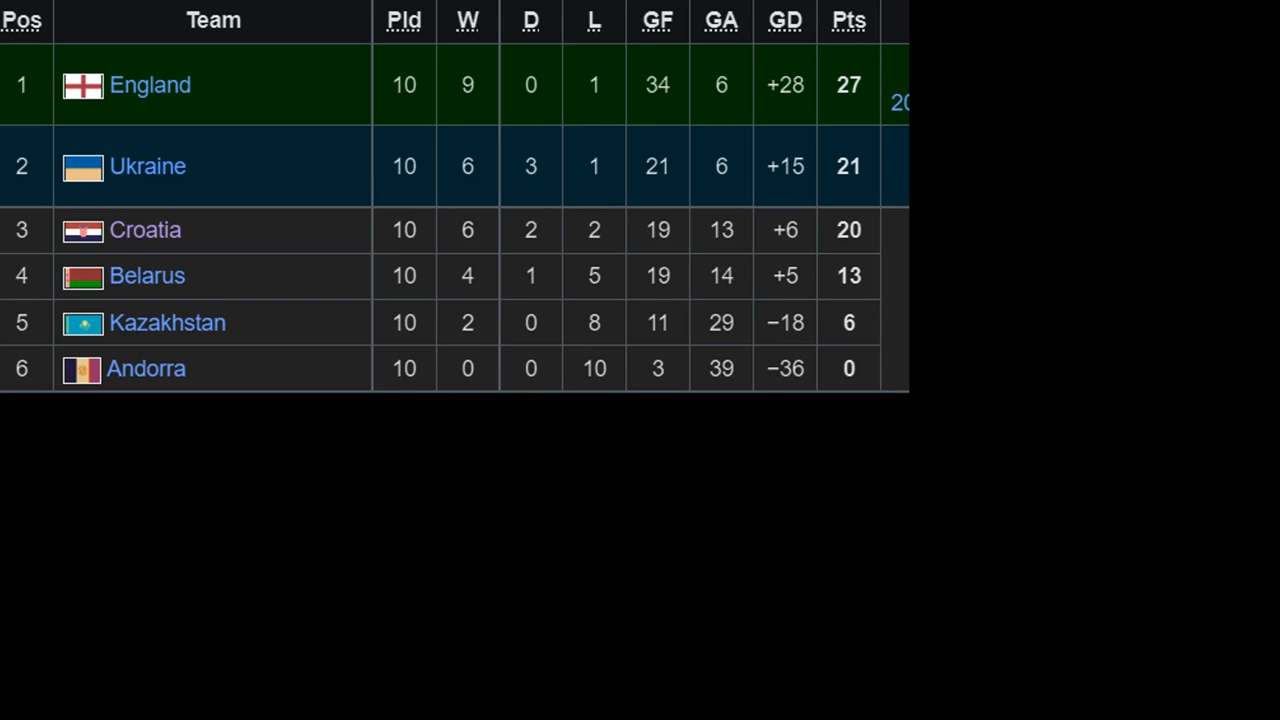 Pos Team Pld W D L GF GA GD Pts
1 England 10 9 0 1 34 6 +28 27
20
2 Ukraine 10 6 3 1 21 6 +15 21
3 Croatia 10 6 2 2 19 13 +6 20
4 Belarus 10 4 1 5 19 14 +5 13
5 Kazakhstan 10 2 0 8 11 29 −18 6
6 Andorra 10 0 0 10 3 39 −36 0